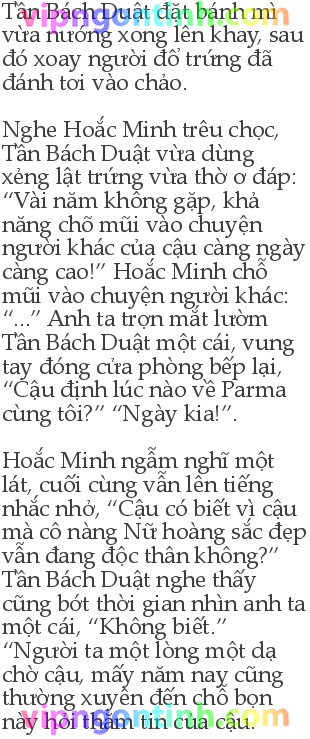 Tần Bách Duật đặt bánh mì
vừa nướng xong lên khay, sau
đó xoay người đổ trứng đã
đánh tơi vào chảo.
Nghe Hoắc Minh trêu chọc,
Tần Bách Duật vừa dùng
xẻng lật trứng vừa thờ ơ đáp:
“Vài năm không gặp, khả
năng chõ mũi vào chuyện
người khác của cậu càng ngày
càng cao!” Hoắc Minh chỗ
mũi vào chuyện người khác:
“...” Anh ta trợn mắt lườm
Tần Bách Duật một cái, vung
tay đóng cửa phòng bếp lại,
“Cậu định lúc nào về Parma
cùng tôi?” “Ngày kia!”.
Hoắc Minh ngẫm nghĩ một
lát, cuối cùng vẫn lên tiếng
nhắc nhở, “Cậu có biết vì cậu
mà cô nàng Nữ hoàng sắc đẹp
vẫn đang độc thân không?”
Tần Bách Duật nghe thấy
cũng bớt thời gian nhìn anh ta
một cái, “Không biết.”
“Người ta một lòng một dạ
chờ cậu, mấy năm nay cũng
thường xuyên đến chỗ bọn
này hỏi thăm tin của cậu.
vipngontinh.com
vipngontinh.com